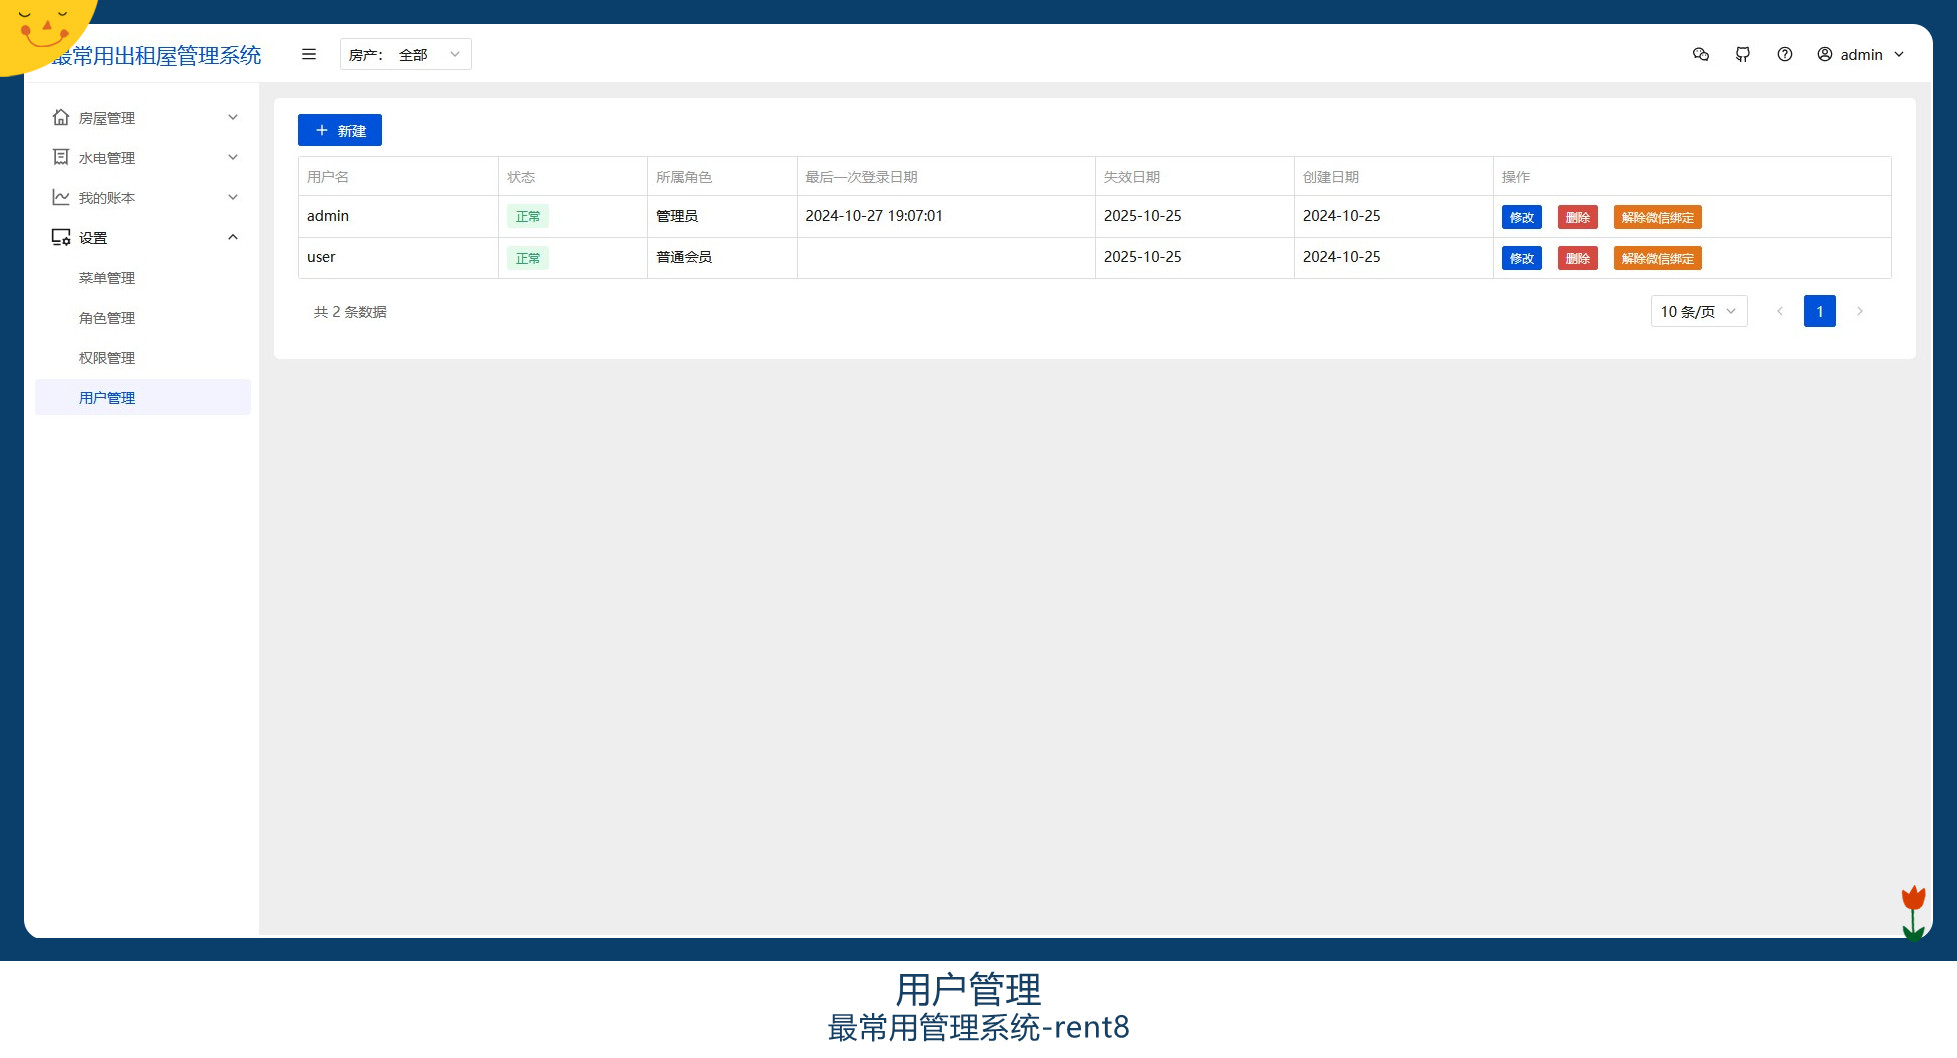 最常用出租屋管理系统
房产： 全部
admin
房屋管理
水电管理
我的账本
设置
菜单管理
角色管理
权限管理
用户管理
新建
用户名 状态 所属角色 最后一次登录日期 失效日期 创建日期 操作
admin 正常 管理员 2024-10-27 19:07:01 2025-10-25 2024-10-25 修改 删除 解除微信绑定
user 正常 普通会员 2025-10-25 2024-10-25 修改 删除 解除微信绑定
共 2 条数据 10 条/页 1
用户管理
最常用管理系统-rent8